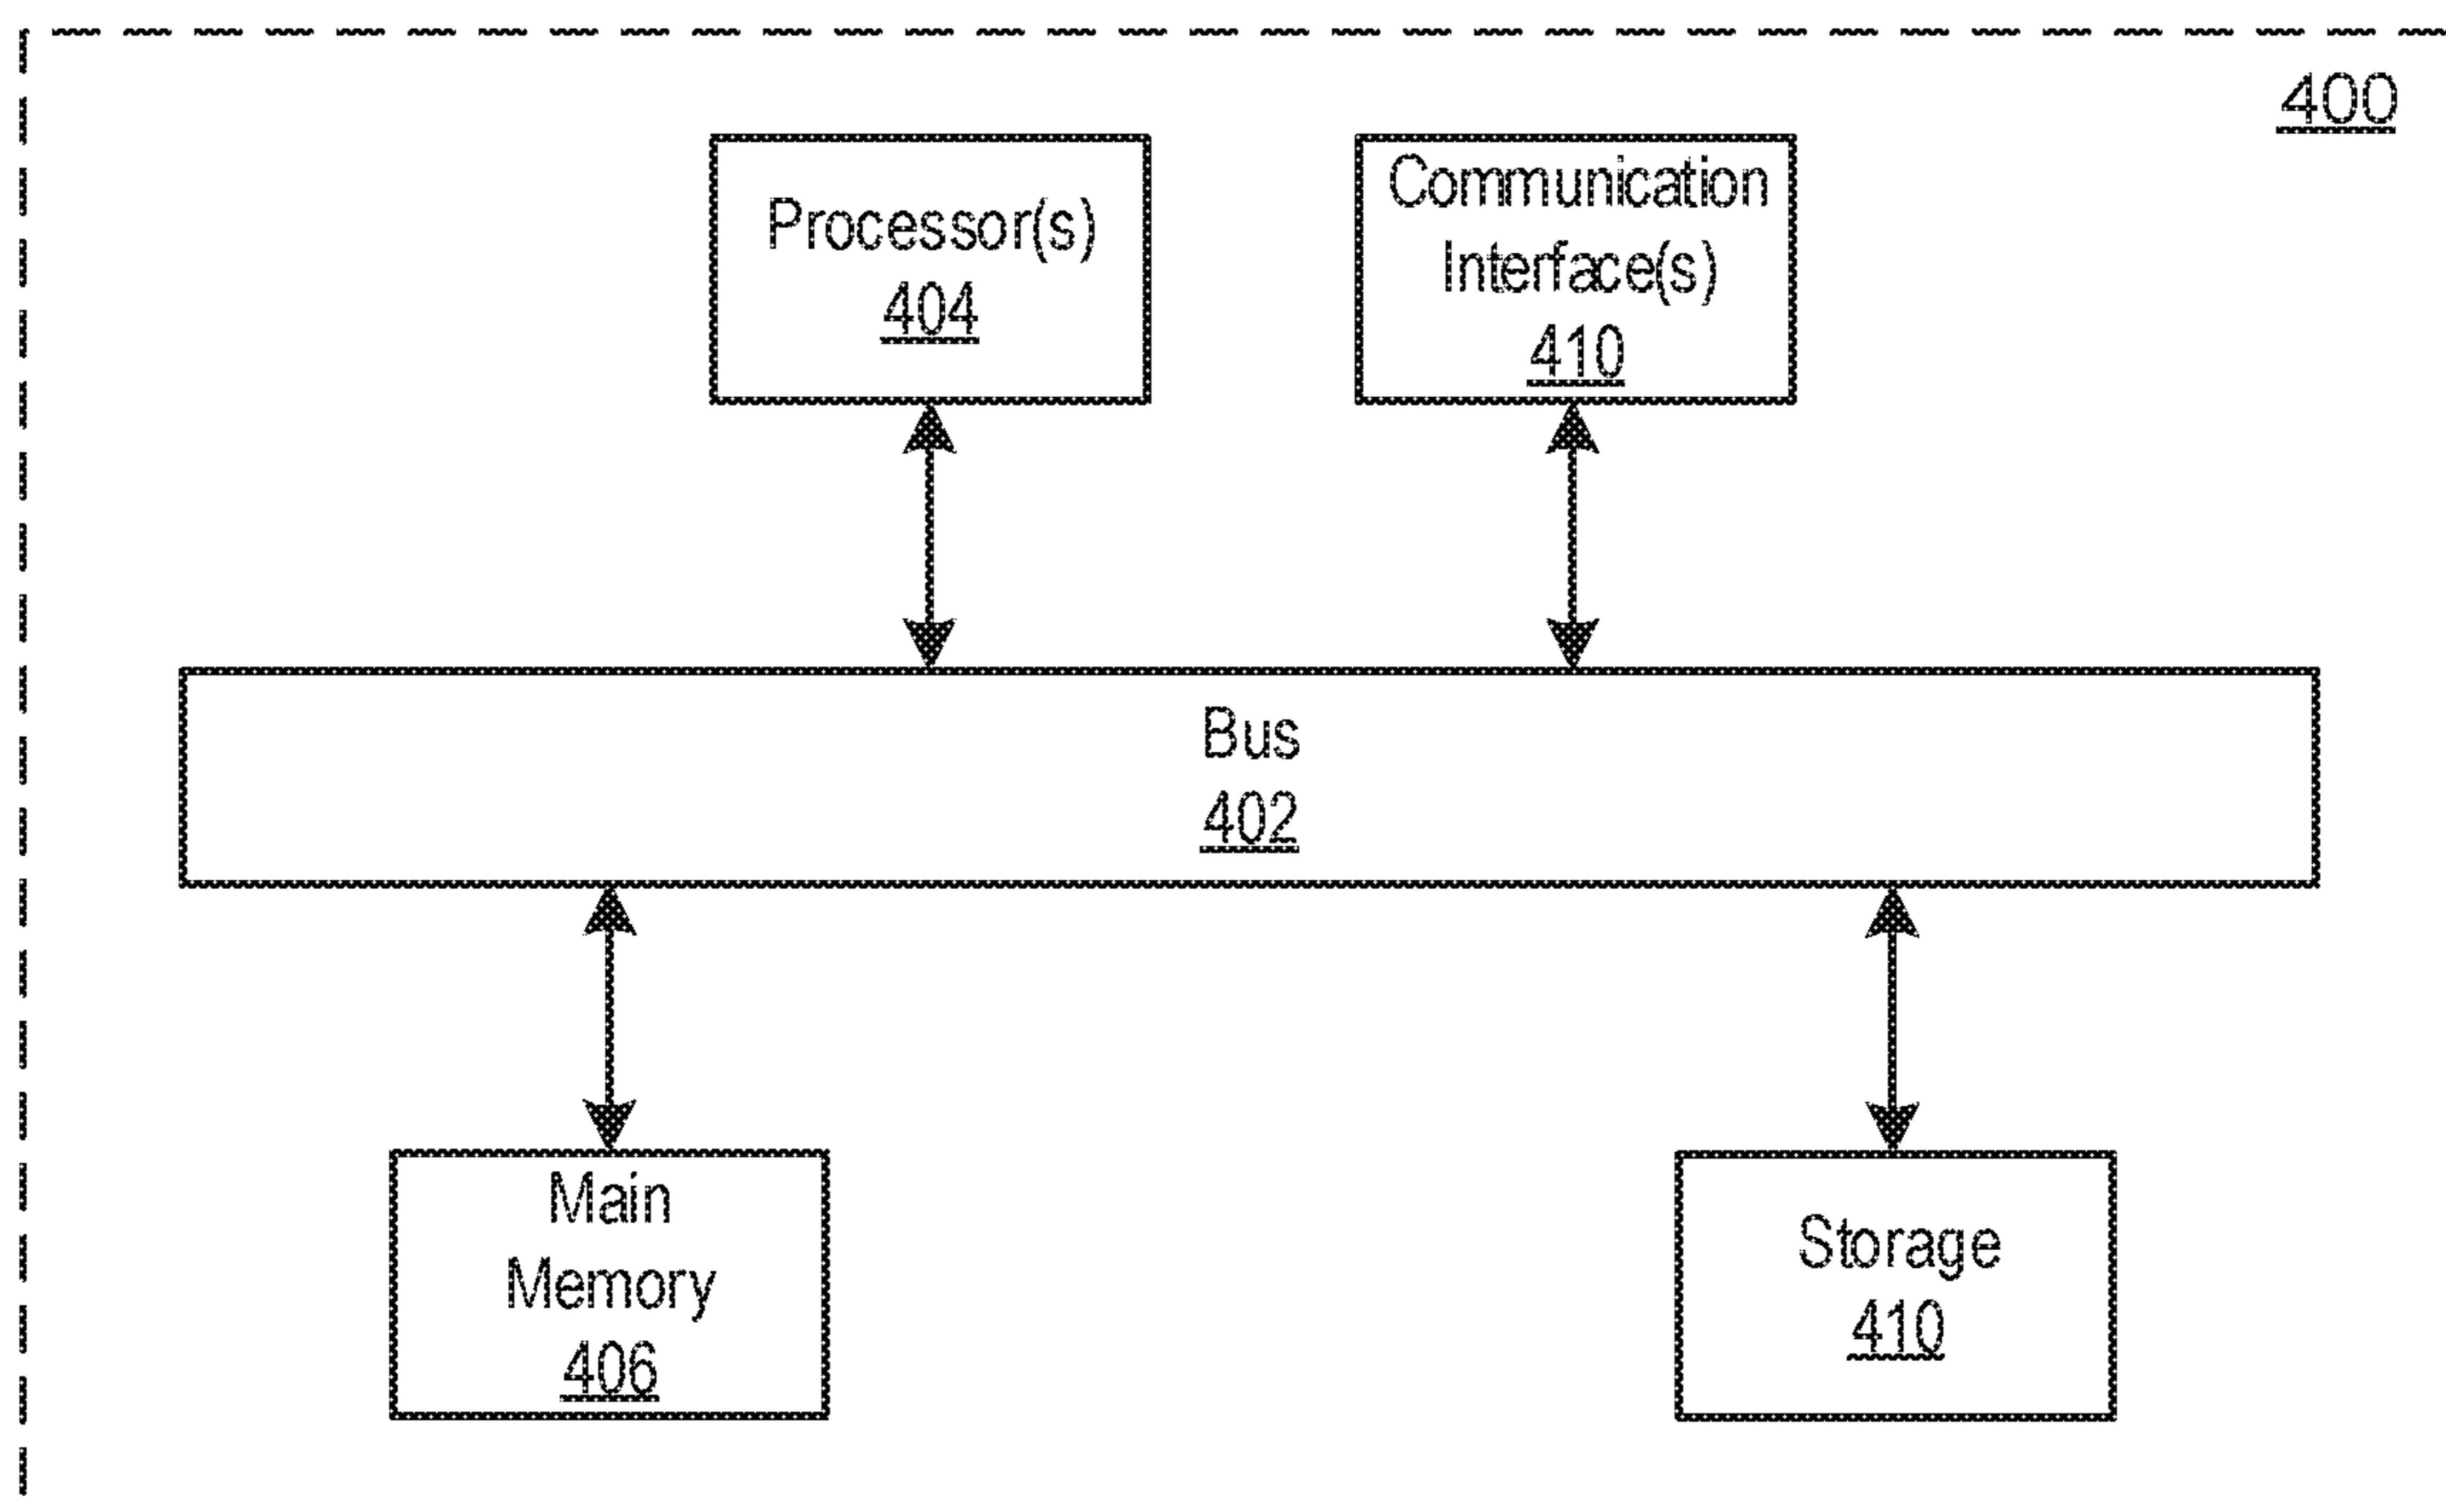 400
Processor(s)
404
Communication
Interface(s)
410
Bus
402
Main
Memory
406
Storage
410